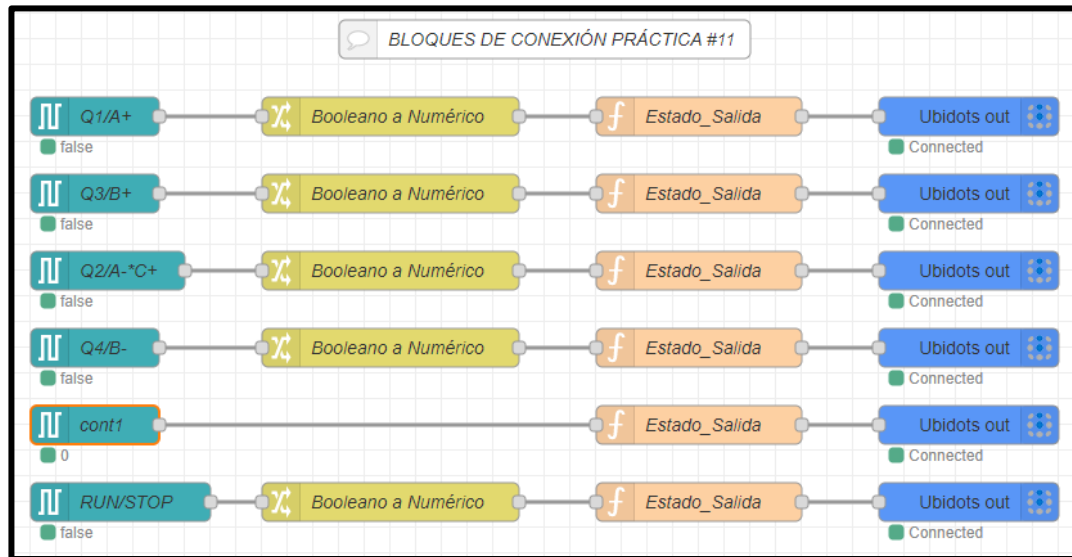 BLOQUES DE CONEXIÓN PRÁCTICA #11
Q1/A+ Booleano a Numérico Estado_Salida Ubidots out
false Connected
Q3/B+ Booleano a Numérico Estado_Salida Ubidots out
false Connected
Q2/A-*C+ Booleano a Numérico Estado_Salida Ubidots out
false Connected
Q4/B- Booleano a Numérico Estado_Salida Ubidots out
false Connected
cont1 Estado_Salida Ubidots out
0 Connected
RUN/STOP Booleano a Numérico Estado_Salida Ubidots out
false Connected